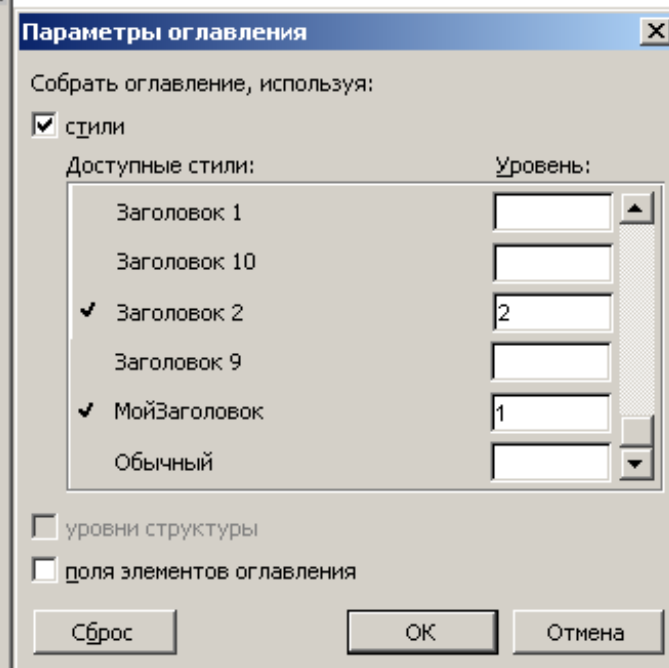 Параметры оглавления
Собрать оглавление, используя:
стили
Доступные стили: Уровень:
Заголовок 1
Заголовок 10
Заголовок 2 2
Заголовок 9
МойЗаголовок 1
Обычный
уровни структуры
поля элементов оглавления
Сброс ОК Отмена